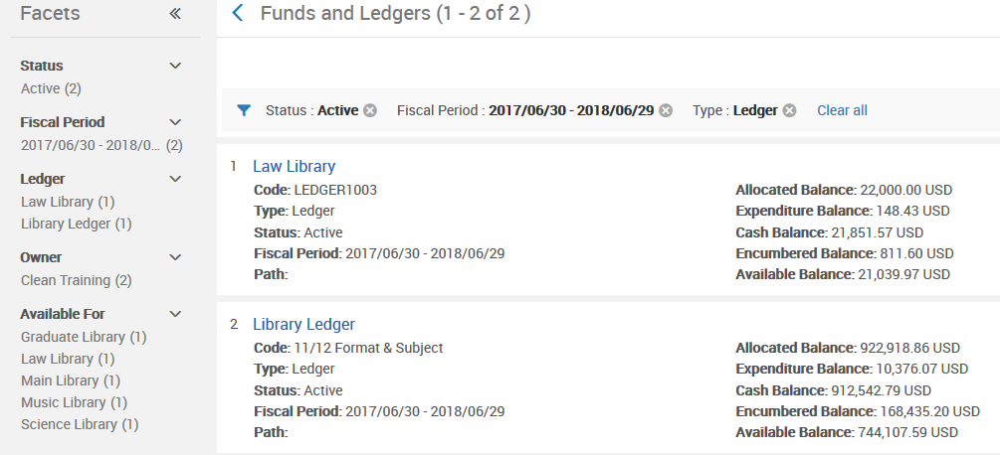 Facets
Status
Active (2)
Fiscal Period
2017/06/30 - 2018/0... (2)
Ledger
Law Library (1)
Library Ledger (1)
Owner
Clean Training (2)
Available For
Graduate Library (1)
Law Library (1)
Main Library (1)
Music Library (1)
Science Library (1)
Funds and Ledgers (1 - 2 of 2 )
Status : Active Fiscal Period : 2017/06/30 - 2018/06/29 Type : Ledger Clear all
1 Law Library
Code: LEDGER1003
Type: Ledger
Status: Active
Fiscal Period: 2017/06/30 - 2018/06/29
Path:
Allocated Balance: 22,000.00 USD
Expenditure Balance: 148.43 USD
Cash Balance: 21,851.57 USD
Encumbered Balance: 811.60 USD
Available Balance: 21,039.97 USD
2 Library Ledger
Code: 11/12 Format & Subject
Type: Ledger
Status: Active
Fiscal Period: 2017/06/30 - 2018/06/29
Path:
Allocated Balance: 922,918.86 USD
Expenditure Balance: 10,376.07 USD
Cash Balance: 912,542.79 USD
Encumbered Balance: 168,435.20 USD
Available Balance: 744,107.59 USD